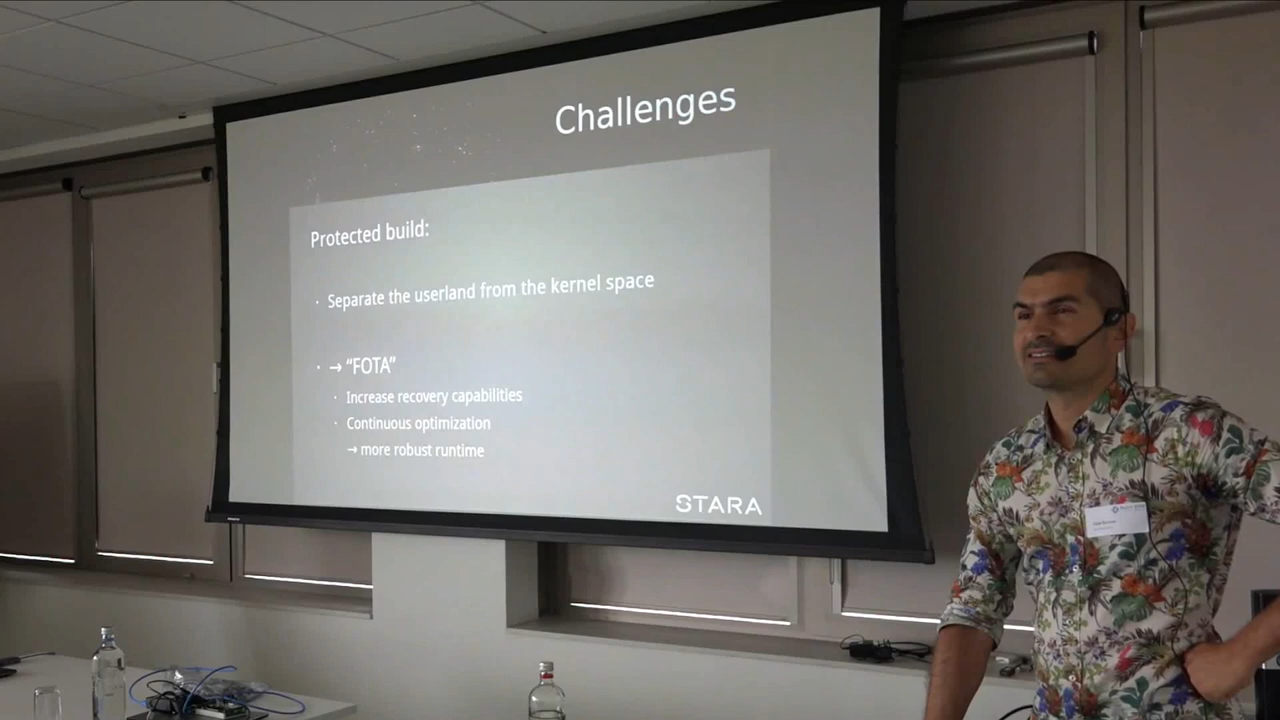 Challenges
Protected build:
· Separate the userland from the kernel space
· → “FOTA”
· Increase recovery capabilities
· Continuous optimization
→ more robust runtime
STARA